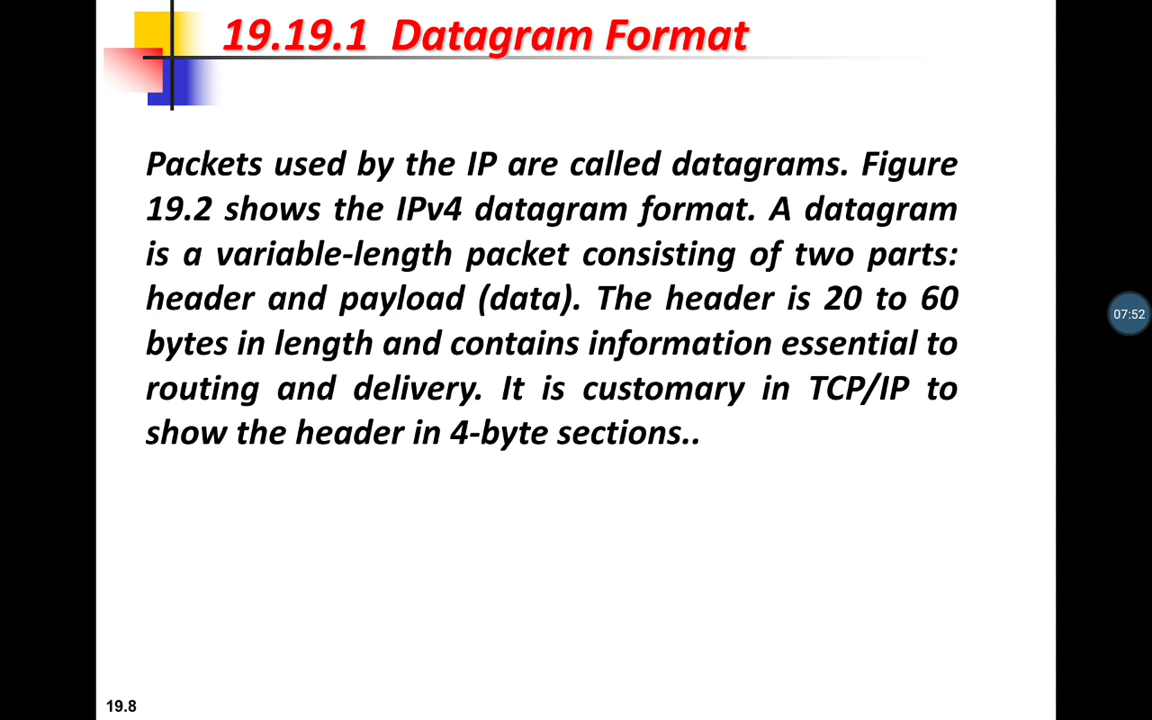 19.19.1 Datagram Format
Packets used by the IP are called datagrams. Figure
19.2 shows the IPv4 datagram format. A datagram
is a variable-length packet consisting of two parts:
header and payload (data). The header is 20 to 60
bytes in length and contains information essential to
routing and delivery. It is customary in TCP/IP to
show the header in 4-byte sections..
07:52
19.8